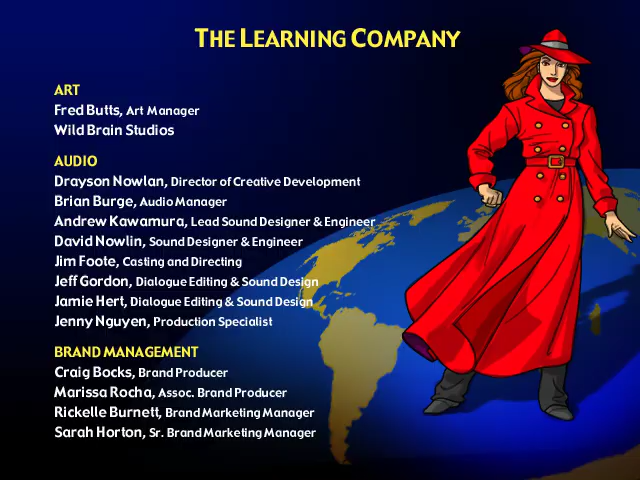 THE LEARNING COMPANY
ART
Fred Butts, Art Manager
Wild Brain Studios
AUDIO
Drayson Nowlan, Director of Creative Development
Brian Burge, Audio Manager
Andrew Kawamura, Lead Sound Designer & Engineer
David Nowlin, Sound Designer & Engineer
Jim Foote, Casting and Directing
Jeff Gordon, Dialogue Editing & Sound Design
Jamie Hert, Dialogue Editing & Sound Design
Jenny Nguyen, Production Specialist
BRAND MANAGEMENT
Craig Bocks, Brand Producer
Marissa Rocha, Assoc. Brand Producer
Rickelle Burnett, Brand Marketing Manager
Sarah Horton, Sr. Brand Marketing Manager